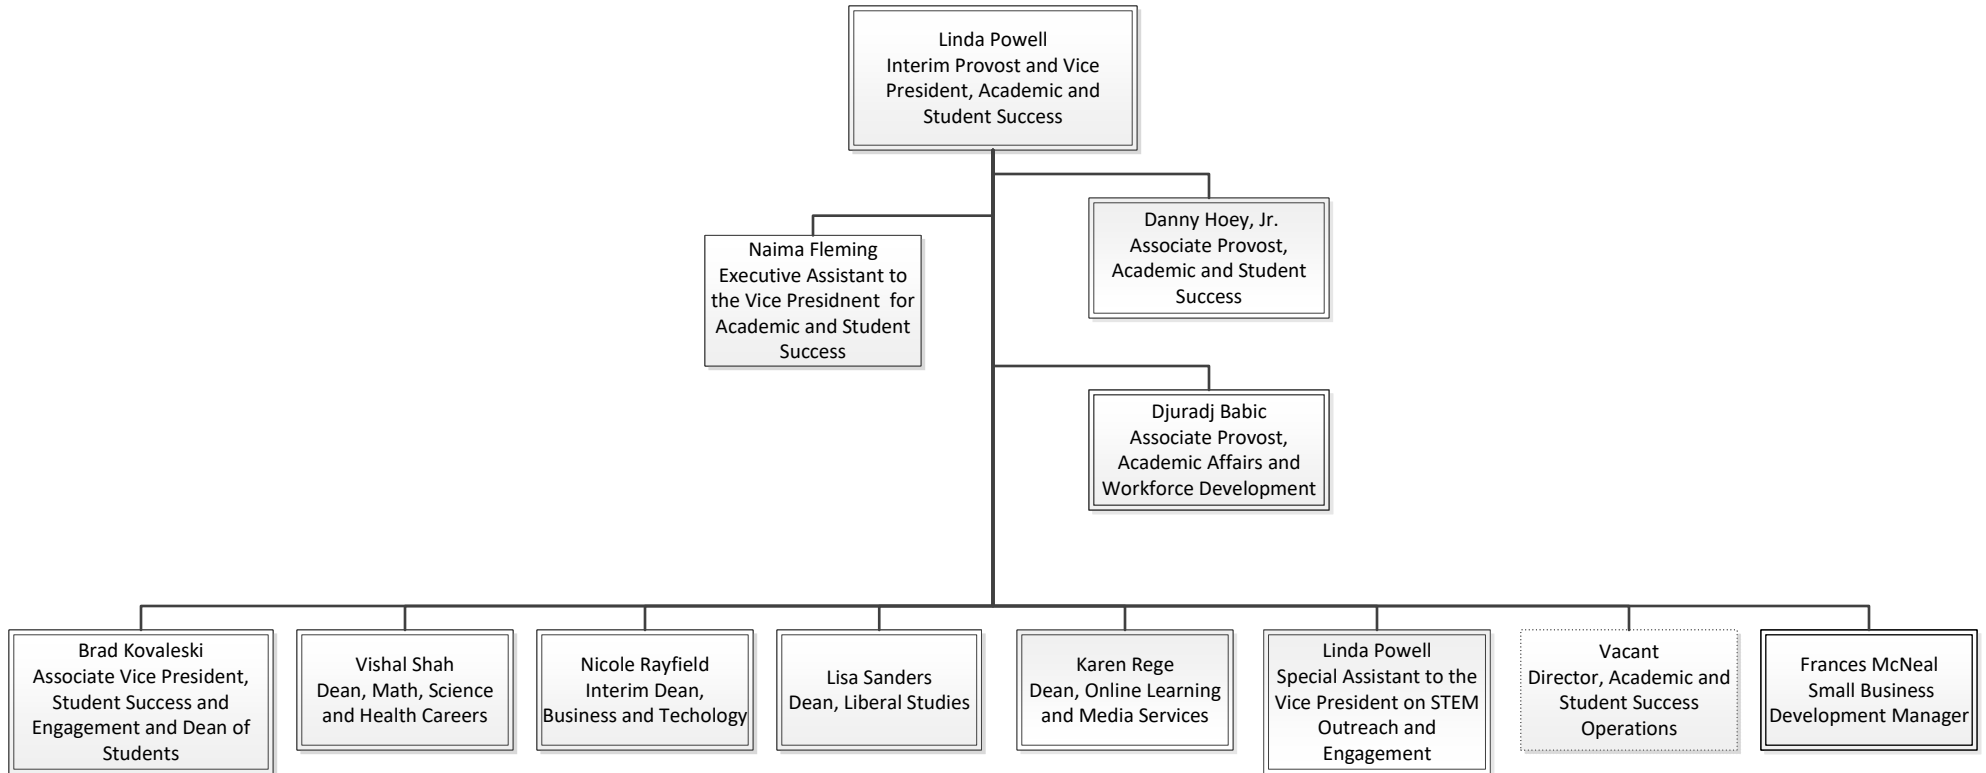 Linda Powell
Interim Provost and Vice
President, Academic and
Student Success
Danny Hoey, Jr.
Associate Provost,
Academic and Student
Success
Naima Fleming
Executive Assistant to
the Vice Presidnent  for
Academic and Student
Success
Djuradj Babic
Associate Provost,
Academic Affairs and
Workforce Development
Brad Kovaleski
Associate Vice President,
Student Success and
Engagement and Dean of
Students
Vishal Shah
Dean, Math, Science
and Health Careers
Nicole Rayfield
Interim Dean,
Business and Techology
Lisa Sanders
Dean, Liberal Studies
Karen Rege
Dean, Online Learning
and Media Services
Linda Powell
Special Assistant to the
Vice President on STEM
Outreach and
Engagement
Vacant
Director, Academic and
Student Success
Operations
Frances McNeal
Small Business
Development Manager